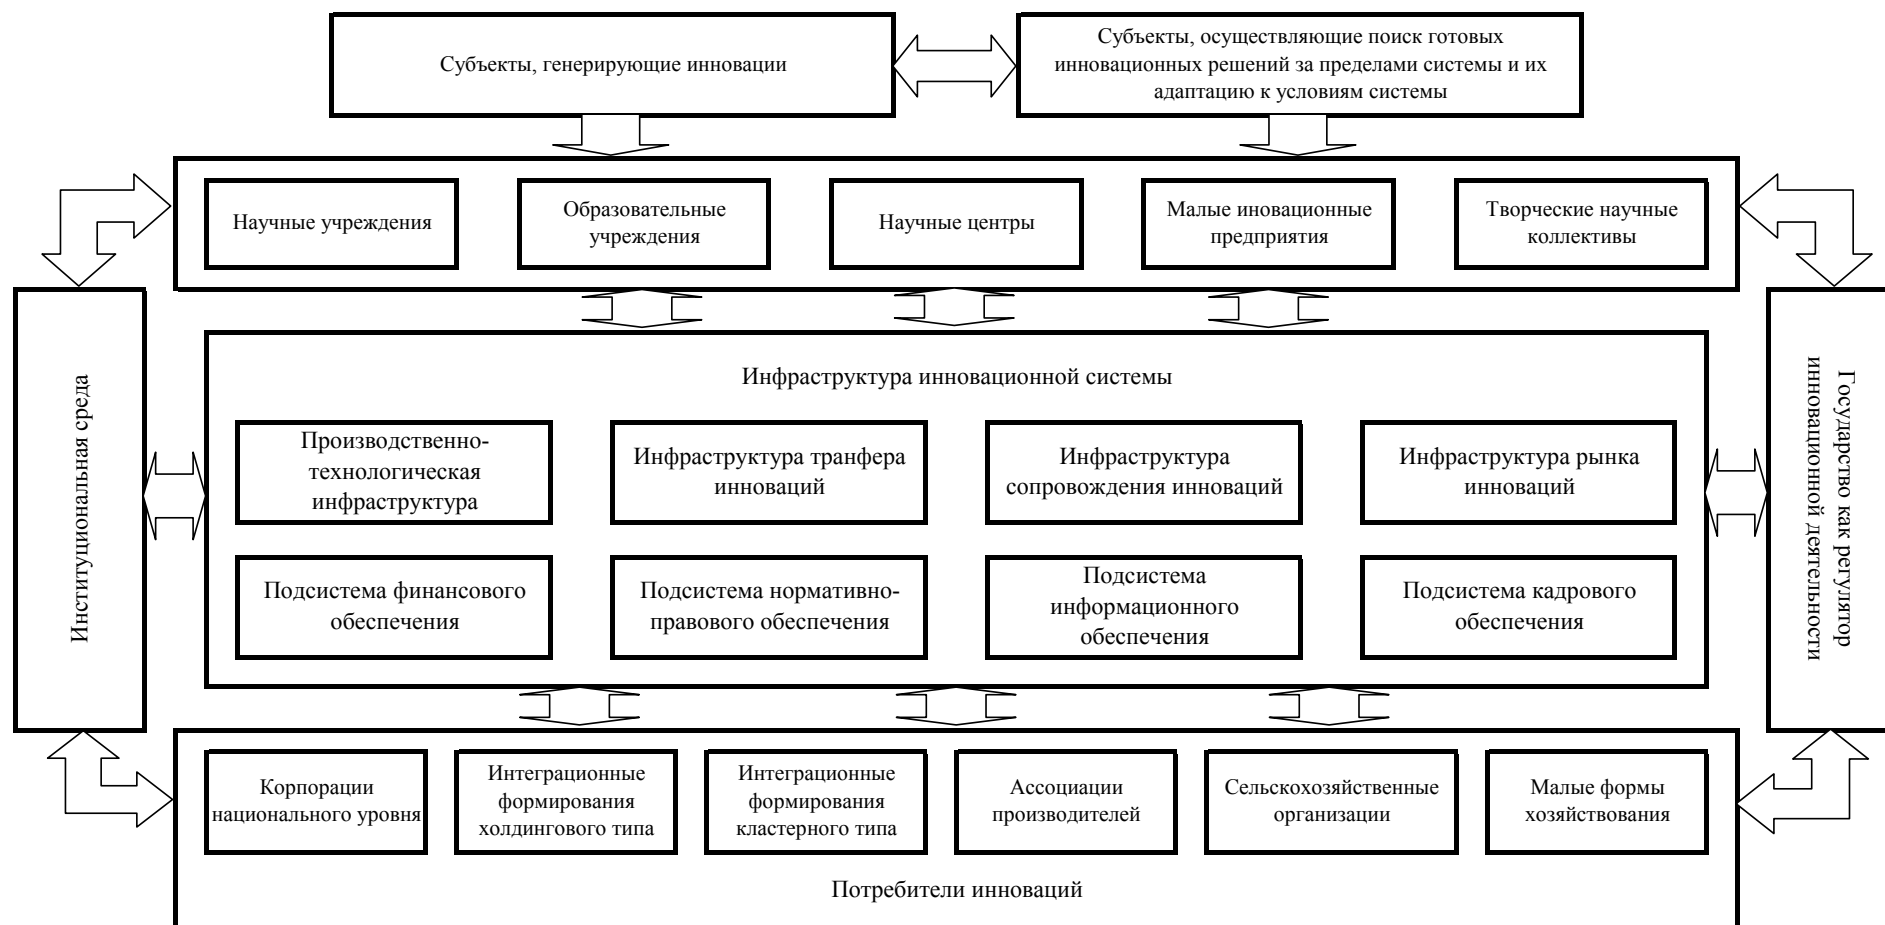 Субъекты, генерирующие инновации
Субъекты, осуществляющие поиск готовых
инновационных решений за пределами системы и их
адаптацию к условиям системы
Научные учреждения
Образовательные
учреждения
Научные центры
Малые иновационные
предприятия
Творческие научные
коллективы
Институциональная среда
Инфраструктура инновационной системы
Производственно-
технологическая
инфраструктура
Инфраструктура транфера
инноваций
Инфраструктура
сопровождения инноваций
Инфраструктура рынка
инноваций
Подсистема финансового
обеспечения
Подсистема нормативно-
правового обеспечения
Подсистема
информационного
обеспечения
Подсистема кадрового
обеспечения
Государство как регулятор
инновационной деятельности
Корпорации
национального уровня
Интеграционные
формирования
холдингового типа
Интеграционные
формирования
кластерного типа
Ассоциации
производителей
Сельскохозяйственные
организации
Малые формы
хозяйствования
Потребители инноваций